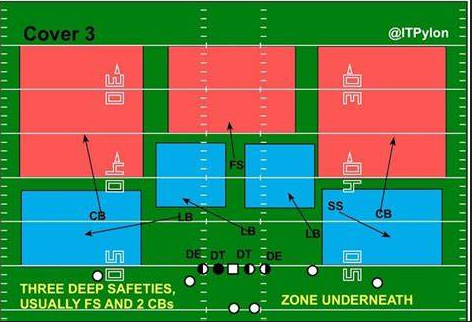 Cover 3
@ITPylon
30
30
FS
40
40
CB
LB
SS
CB
LB
LB
DE DT DT DE
50
50
THREE DEEP SAFETIES,
USUALLY FS AND 2 CBs
ZONE UNDERNEATH